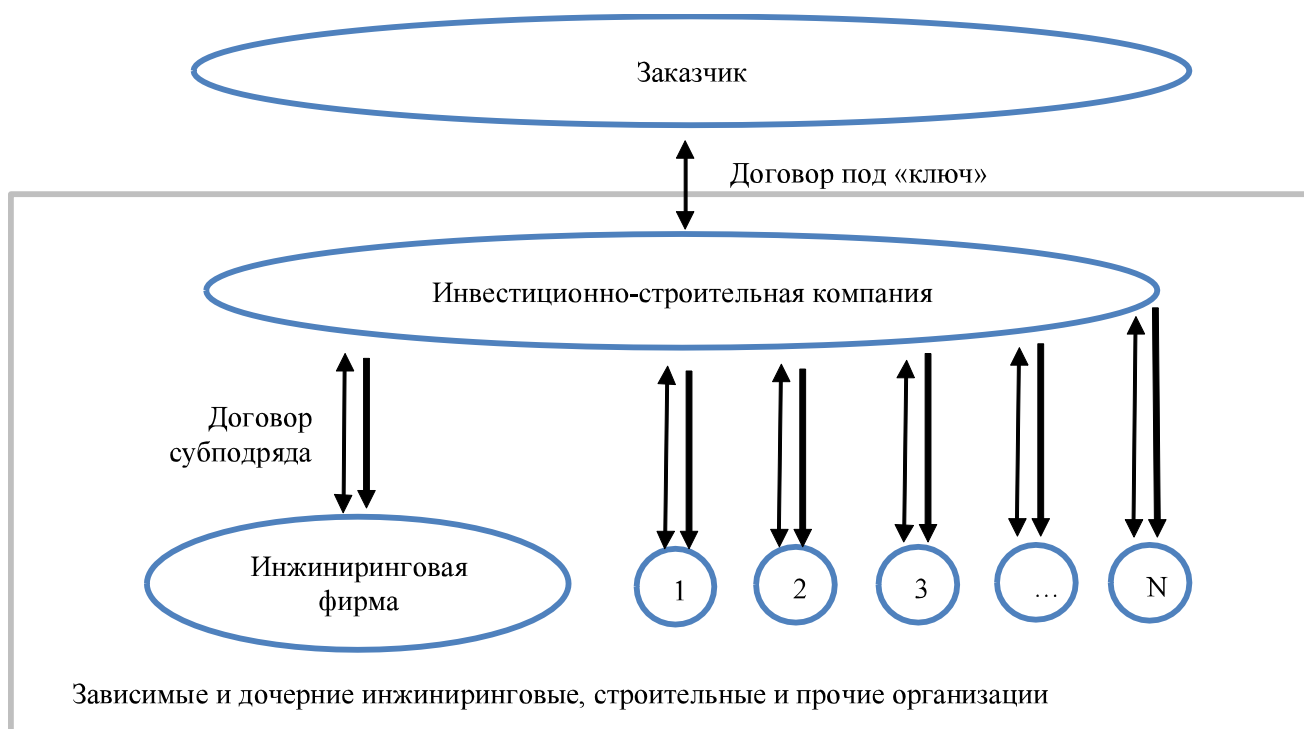 Заказчик
Договор под «ключ»
Инвестиционно-строительная компания
Договор
субподряда
Инжиниринговая
фирма
1
2
3
…
N
Зависимые и дочерние инжиниринговые, строительные и прочие организации